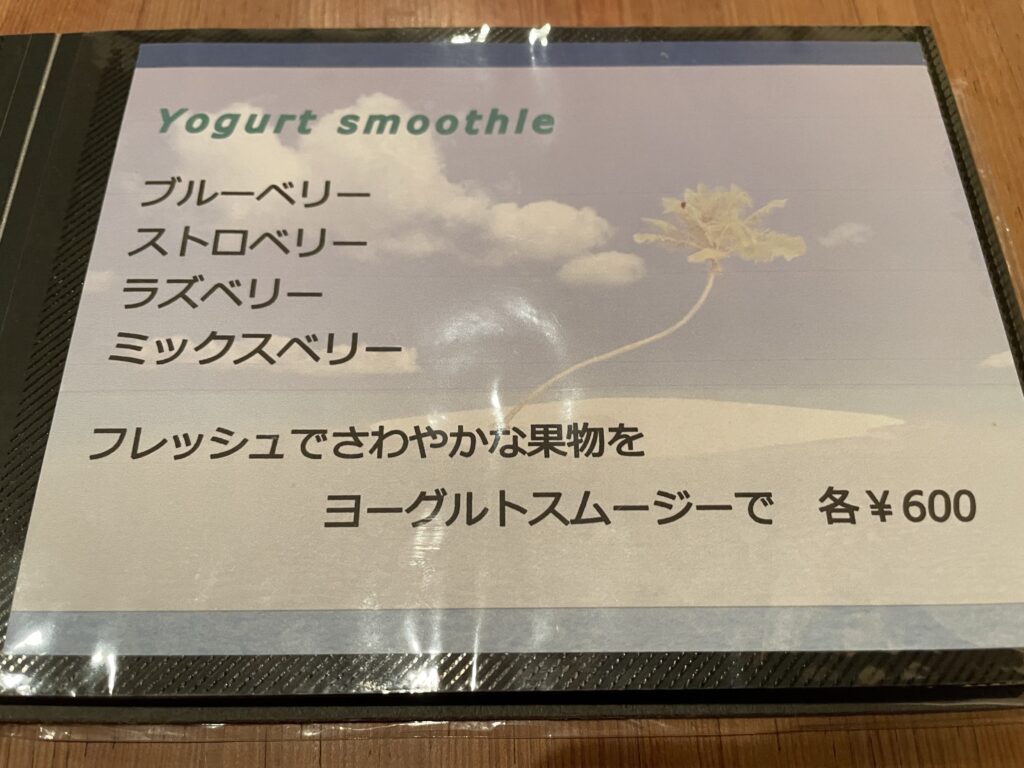 Yogurt smoothie
ブルーベリー
ストロベリー
ラズベリー
ミックスベリー
フレッシュでさわやかな果物を
ヨーグルトスムージーで　各￥600